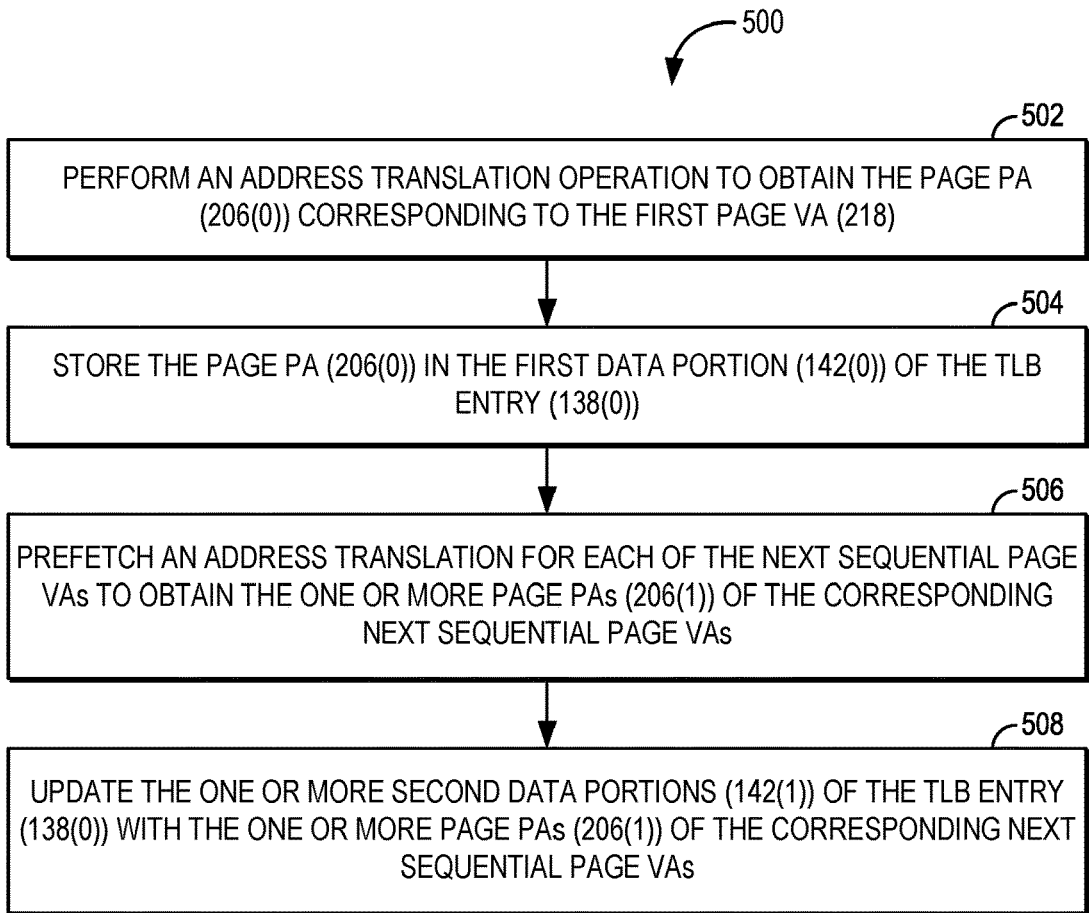 500
502
PERFORM AN ADDRESS TRANSLATION OPERATION TO OBTAIN THE PAGE PA
(206(0)) CORRESPONDING TO THE FIRST PAGE VA (218)
504
STORE THE PAGE PA (206(0)) IN THE FIRST DATA PORTION (142(0)) OF THE TLB
ENTRY (138(0))
506
PREFETCH AN ADDRESS TRANSLATION FOR EACH OF THE NEXT SEQUENTIAL PAGE
VAs TO OBTAIN THE ONE OR MORE PAGE PAs (206(1)) OF THE CORRESPONDING
NEXT SEQUENTIAL PAGE VAs
508
UPDATE THE ONE OR MORE SECOND DATA PORTIONS (142(1)) OF THE TLB ENTRY
(138(0)) WITH THE ONE OR MORE PAGE PAs (206(1)) OF THE CORRESPONDING NEXT
SEQUENTIAL PAGE VAs